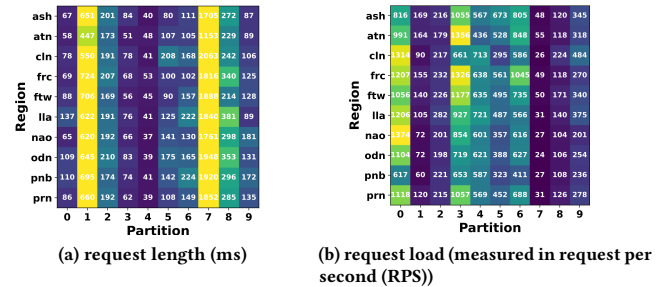 ash 67 651 201 84 40 80 111 1705 272 87
atn 58 447 173 51 48 107 105 1153 229 89
cln 78 550 191 78 41 208 168 2063 242 106
frc 69 724 207 68 53 100 102 1816 340 125
ftw 88 706 169 56 45 90 157 1888 214 128
lla 137 622 191 76 41 125 222 1840 381 89
nao 65 620 192 66 37 141 130 1761 298 181
odn 109 645 210 83 39 175 165 1948 353 131
pnb 110 695 174 74 41 142 224 1920 296 172
prn 86 660 192 62 39 108 149 1852 285 135
Region
0 1 2 3 4 5 6 7 8 9
Partition
(a) request length (ms)
ash 816 169 216 1055 567 673 805 48 120 345
atn 991 164 179 1356 436 528 848 55 118 318
cln 1314 90 217 661 713 295 586 26 224 484
frc 1207 155 232 1326 638 561 1045 49 118 270
ftw 1056 140 226 1177 635 495 735 50 171 340
lla 1206 105 282 927 721 487 566 31 140 375
nao 1374 72 201 854 601 357 616 27 104 201
odn 1104 72 198 719 621 388 627 24 106 254
pnb 617 60 221 653 587 323 411 27 108 236
prn 1118 120 215 1057 569 452 688 31 126 278
Region
0 1 2 3 4 5 6 7 8 9
Partition
(b) request load (measured in request per
second (RPS))